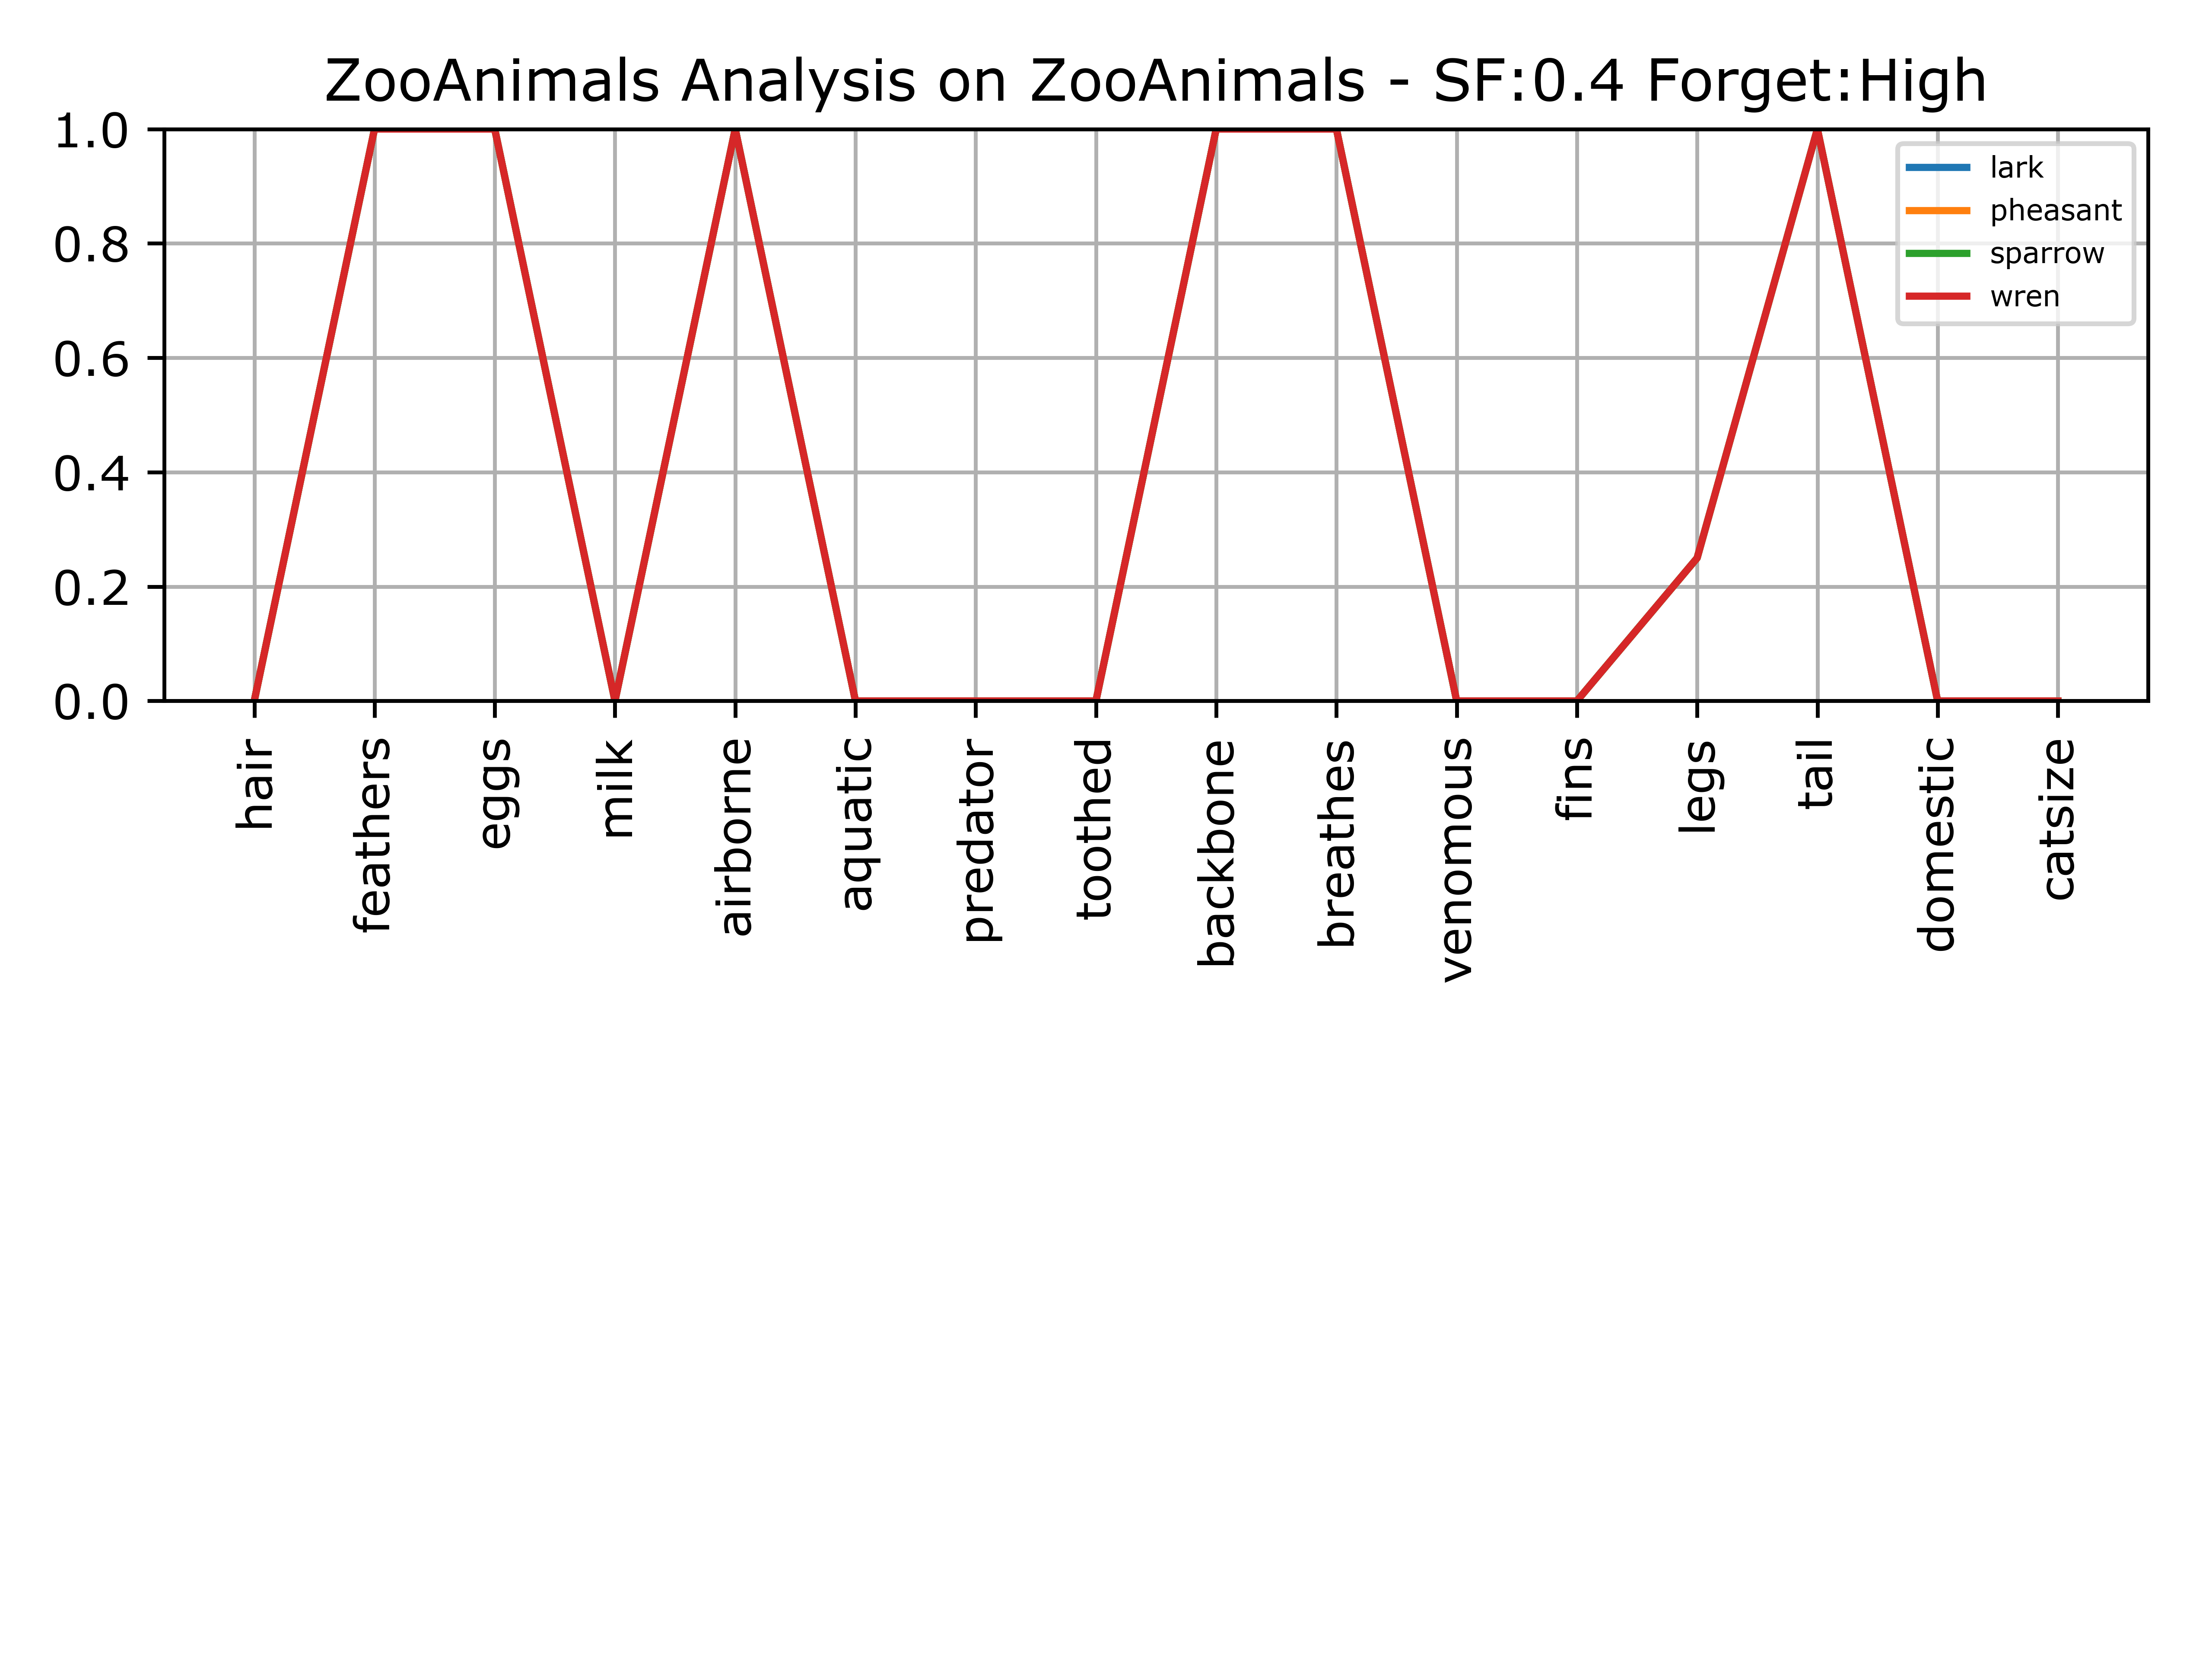 ZooAnimals Analysis on ZooAnimals - SF:0.4 Forget:High
1.0
0.8
0.6
0.4
0.2
0.0
lark
pheasant
sparrow
wren
hair
feathers
eggs
milk
airborne
aquatic
predator
toothed
backbone
breathes
venomous
fins
legs
tail
domestic
catsize